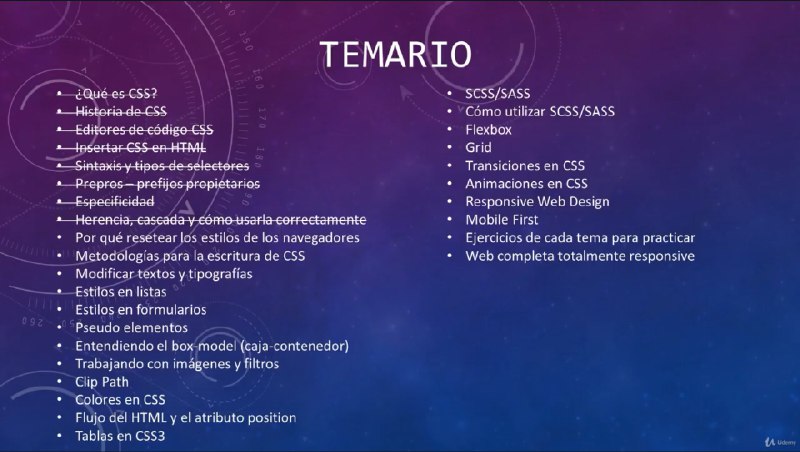 TEMARIO
¿Qué es CSS?
Historia de CSS
Editores de código CSS
Insertar CSS en HTML
Sintaxis y tipos de selectores
Prepros – prefijos propietarios
Especificidad
Herencia, cascada y cómo usarla correctamente
Por qué resetear los estilos de los navegadores
Metodologías para la escritura de CSS
Modificar textos y tipografías
Estilos en listas
Estilos en formularios
Pseudo elementos
Entendiendo el box-model (caja-contenedor)
Trabajando con imágenes y filtros
Clip Path
Colores en CSS
Flujo del HTML y el atributo position
Tablas en CSS3
SCSS/SASS
Cómo utilizar SCSS/SASS
Flexbox
Grid
Transiciones en CSS
Animaciones en CSS
Responsive Web Design
Mobile First
Ejercicios de cada tema para practicar
Web completa totalmente responsive
Udemy